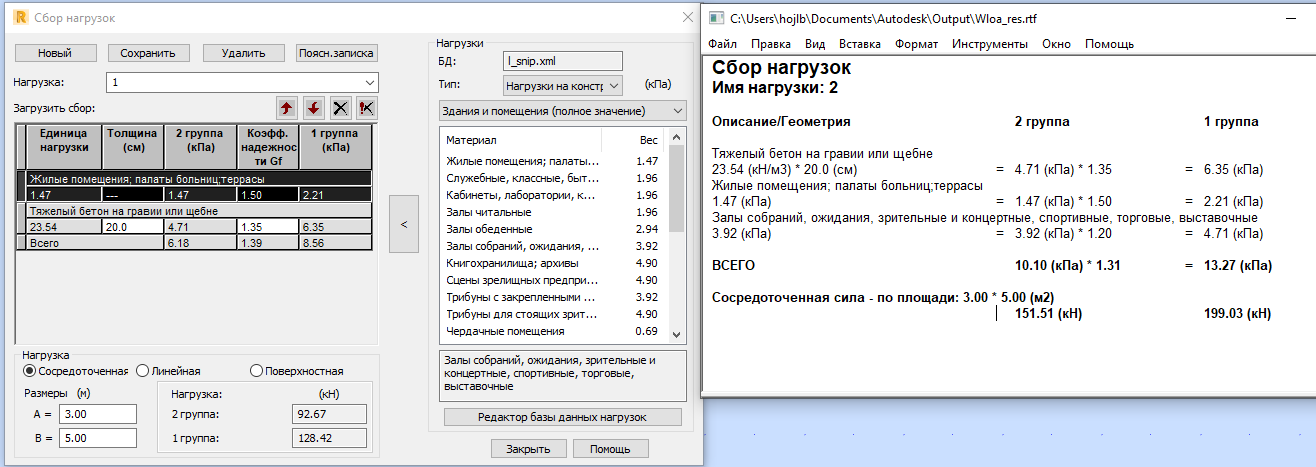 Сбор нагрузок
Новый
Сохранить
Удалить
Поясн.записка
Нагрузка:
1
Загрузить сбор:
Единица нагрузки
Толщина (см)
2 группа (кПа)
Коэфф. надежнос ти Gf
1 группа (кПа)
Жилые помещения; палаты больниц;террасы
1.47 --- 1.47 1.50 2.21
Тяжелый бетон на гравии или щебне
23.54 20.0 4.71 1.35 6.35
Всего 6.18 1.39 8.56
Нагрузка
Сосредоточенная
Линейная
Поверхностная
Размеры (м)
A = 3.00
B = 5.00
Нагрузка: (кН)
2 группа: 92.67
1 группа: 128.42
<
Нагрузки
БД: l_snip.xml
Тип: Нагрузки на констр (кПа)
Здания и помещения (полное значение)
Материал Вес
Жилые помещения; палаты... 1.47
Служебные, классные, быт... 1.96
Кабинеты, лаборатории, к... 1.96
Залы читальные 1.96
Залы обеденные 2.94
Залы собраний, ожидания, ... 3.92
Книгохранилища; архивы 4.90
Сцены зрелищных предпри... 4.90
Трибуны с закрепленными ... 3.92
Трибуны для стоящих зрит... 4.90
Чердачные помещения 0.69
Залы собраний, ожидания, зрительные и
концертные, спортивные, торговые,
выставочные
Редактор базы данных нагрузок
Закрыть
Помощь
C:\Users\hojlb\Documents\Autodesk\Output\Wloa_res.rtf
Файл Правка Вид Вставка Формат Инструменты Окно Помощь
Сбор нагрузок
Имя нагрузки: 2
Описание/Геометрия 2 группа 1 группа
Тяжелый бетон на гравии или щебне
23.54 (кН/м3) * 20.0 (см) = 4.71 (кПа) * 1.35 = 6.35 (кПа)
Жилые помещения; палаты больниц;террасы
1.47 (кПа) = 1.47 (кПа) * 1.50 = 2.21 (кПа)
Залы собраний, ожидания, зрительные и концертные, спортивные, торговые, выставочные
3.92 (кПа) = 3.92 (кПа) * 1.20 = 4.71 (кПа)
ВСЕГО 10.10 (кПа) * 1.31 = 13.27 (кПа)
Сосредоточенная сила - по площади: 3.00 * 5.00 (м2)
151.51 (кН) 199.03 (кН)